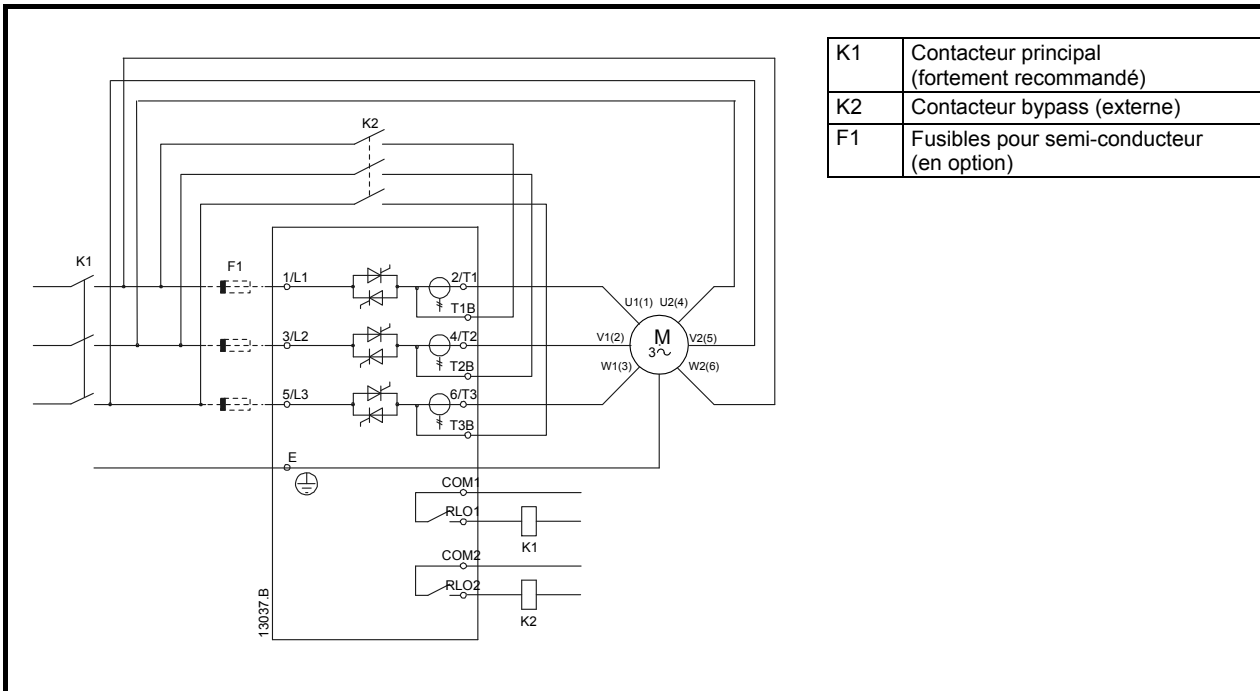 K1 Contacteur principal
(fortement recommandé)
K2 Contacteur bypass (externe)
F1 Fusibles pour semi-conducteur
(en option)
K2
K1
F1
1/L1
2/T1
T1B
3/L2
4/T2
T2B
5/L3
6/T3
T3B
E
U1(1) U2(4)
V1(2)
M
3~
V2(5)
W1(3)
W2(6)
COM1
RLO1
K1
COM2
RLO2
K2
13037.B